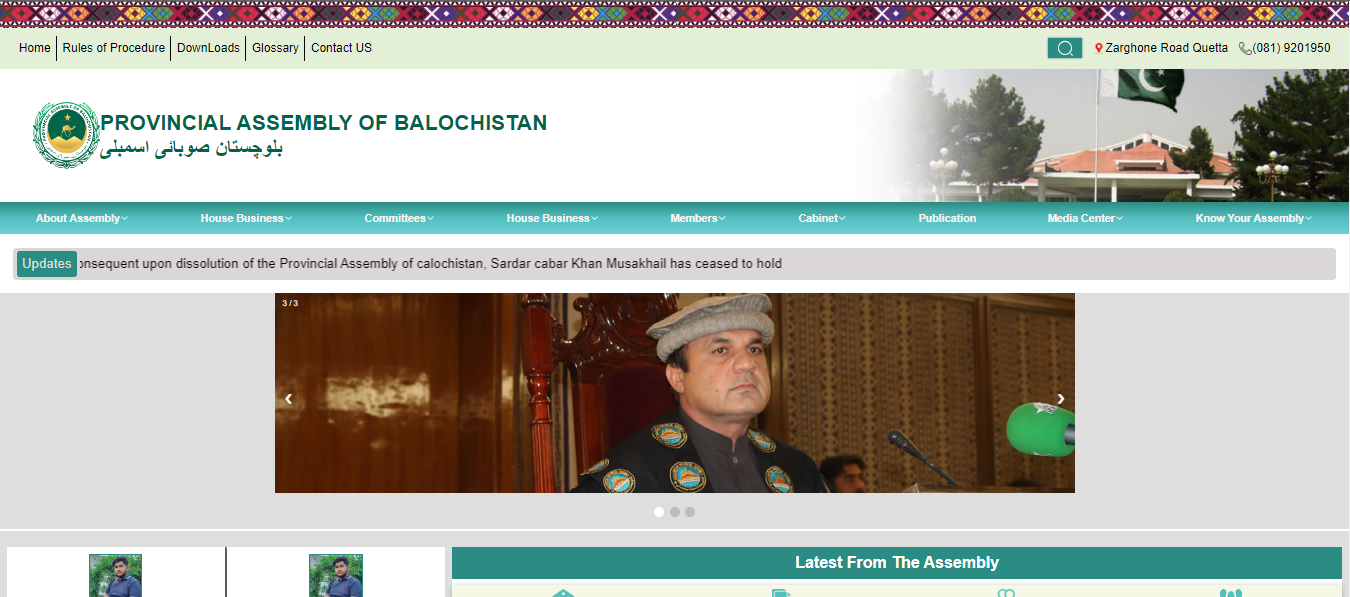 Home Rules of Procedure DownLoads Glossary Contact US Zarghone Road Quetta (081) 9201950
PROVINCIAL ASSEMBLY OF BALOCHISTAN
بلوچستان صوبائی اسمبلی
About Assembly House Business Committees House Business Members Cabinet Publication Media Center Know Your Assembly
Updates onsequent upon dissolution of the Provincial Assembly of calochistan, Sardar cabar Khan Musakhail has ceased to hold
3 / 3
Latest From The Assembly